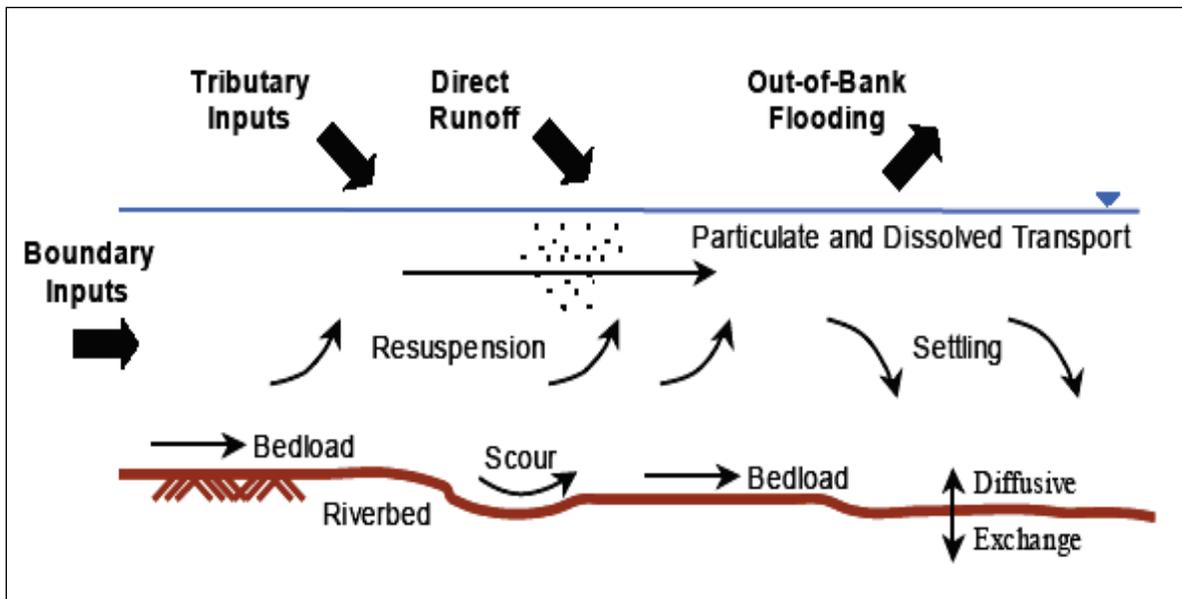 Tributary
Inputs
Direct
Runoff
Out-of-Bank
Flooding
Particulate and Dissolved Transport
Boundary
Inputs
Resuspension
Settling
Bedload
Scour
Bedload
Riverbed
Diffusive
Exchange